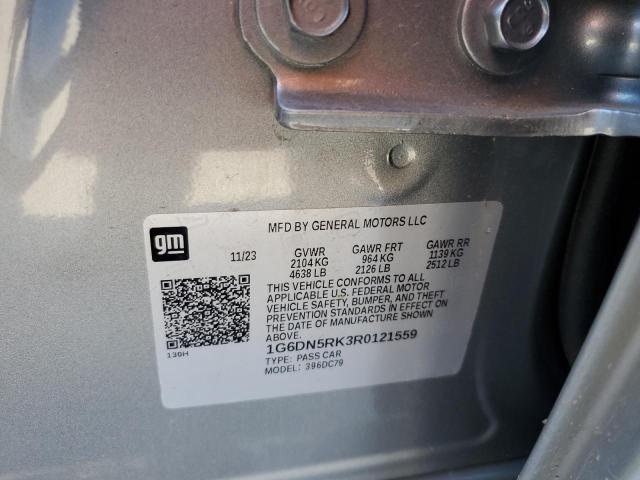 gm
MFD BY GENERAL MOTORS LLC
11/23 GVWR GAWR FRT GAWR RR
2104 KG 964 KG 1139 KG
4638 LB 2126 LB 2512 LB
THIS VEHICLE CONFORMS TO ALL
APPLICABLE U.S. FEDERAL MOTOR
VEHICLE SAFETY, BUMPER, AND THEFT
PREVENTION STANDARDS IN EFFECT ON
THE DATE OF MANUFACTURE SHOWN
ABOVE.
1G6DN5RK3R0121559
TYPE: PASS CAR
MODEL: 396DC79
130H